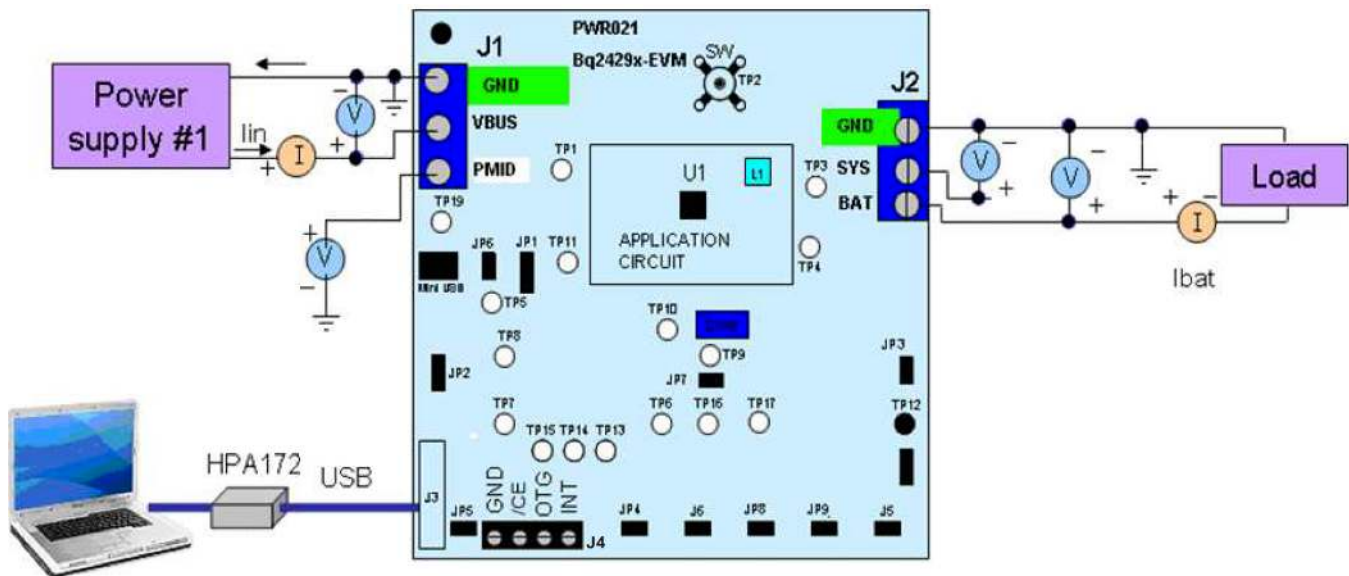 PWR021
Bq2429x-EVM
SW
TP2
J1
J2
Power
supply #1
Iin
GND
VBUS
PMID
GND
SYS
BAT
Load
Ibat
I
I
V
V
V
V
+
-
+
+
-
-
+
-
+
+
-
TP1
U1
L1
TP3
TP19
APPLICATION
CIRCUIT
TP4
JP6
JP1
TP11
Mini USB
TP5
TP10
TP8
TP9
JP3
JP2
JP7
TP7
TP6
TP16
TP17
TP12
TP15
TP14
TP13
HPA172
USB
J3
GND
/CE
OTG
INT
JP5
J4
JP4
J6
JP8
JP9
J5